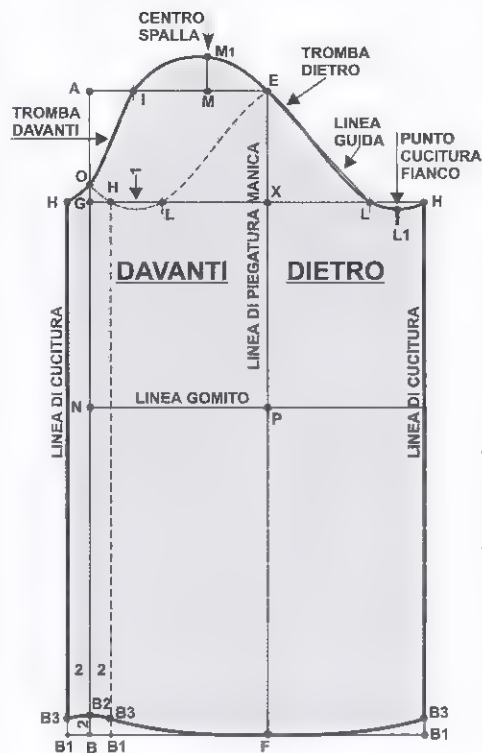 CENTRO
SPALLA
M1
TROMBA
DIETRO
A
I
M
E
TROMBA
DAVANTI
LINEA
GUIDA
PUNTO
CUCITURA
FIANCO
O
1
H
G
H
L
X
L
H
L1
DAVANTI
DIETRO
LINEA DI PIEGATURA MANICA
LINEA DI CUCITURA
LINEA DI CUCITURA
N
LINEA GOMITO
P
2
2
B3
B2
B3
B3
2
B1
B
B1
F
B1